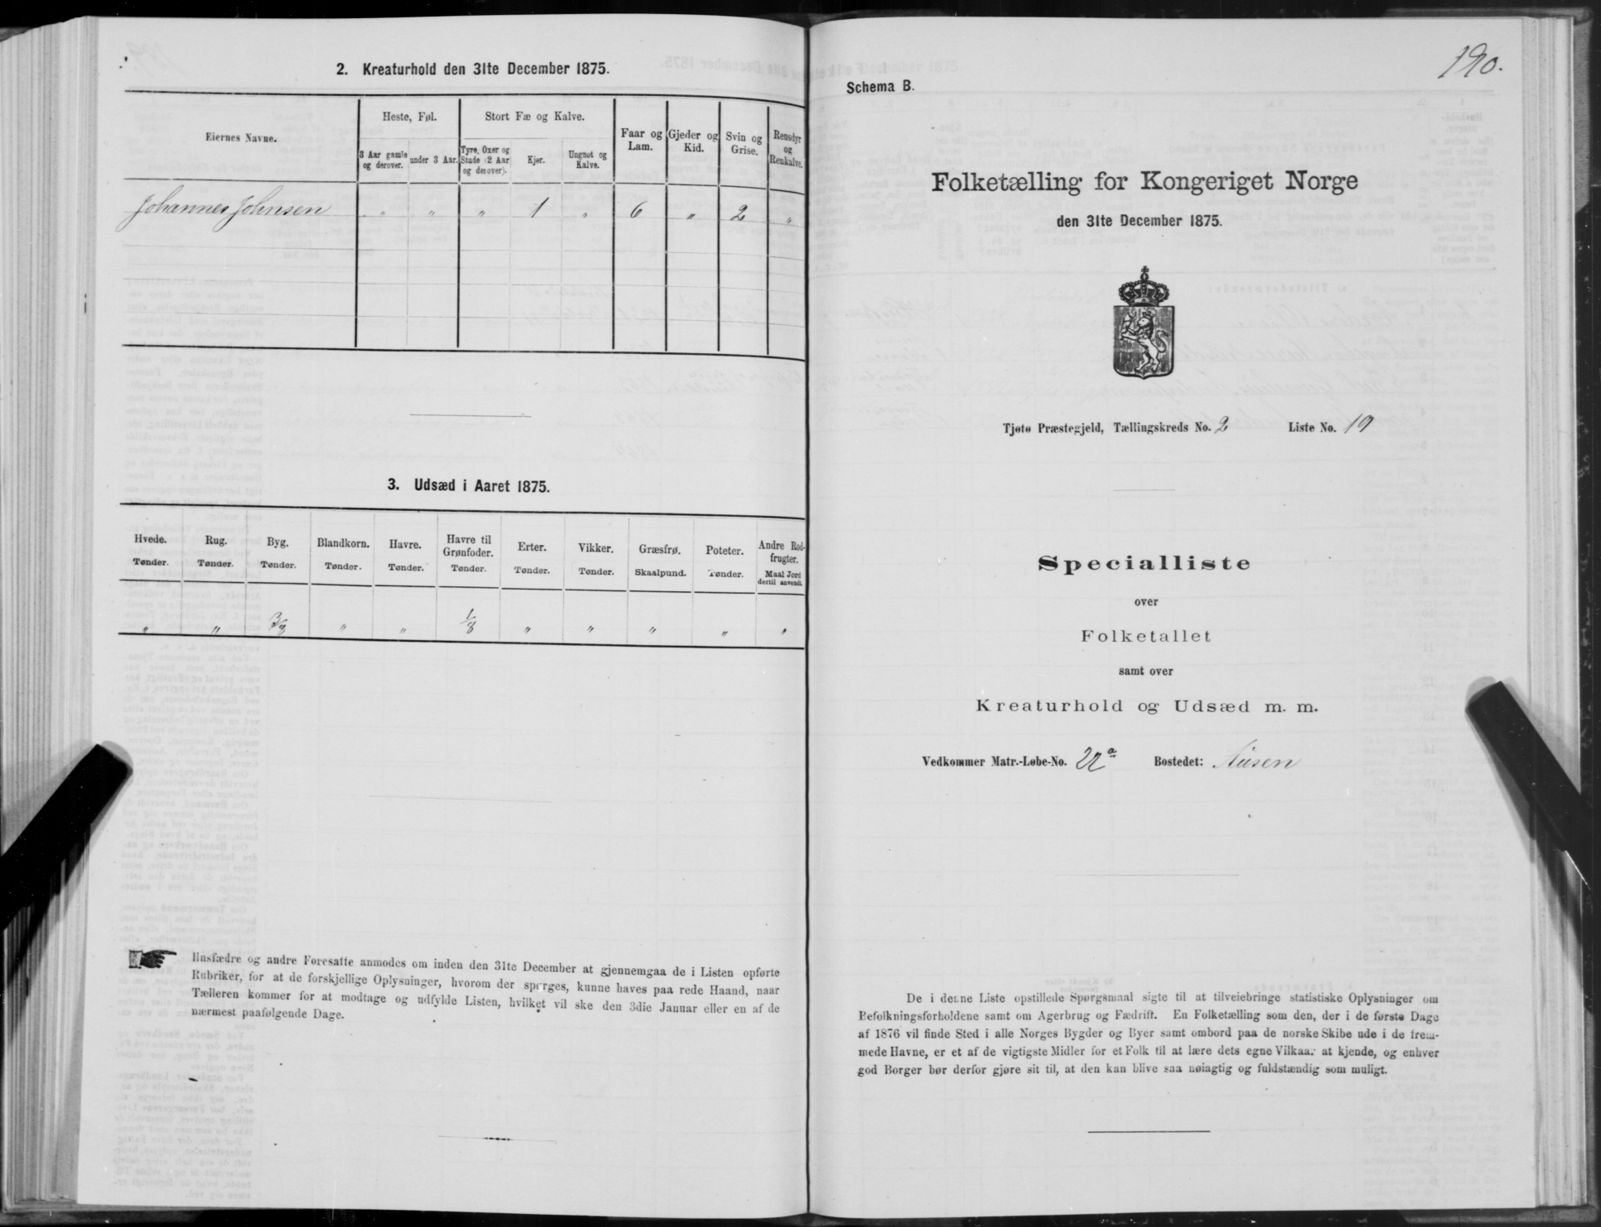 2. Kreaturhold den 31te December 1875.
Eiernes Navne.
Heste, Føl.
Stort Fæ og Kalve.
Faar og Lam.
Gjeder og Kid.
Svin og Grise.
Rensdyr og Renkalve.
3 Aar gamle og derover.
under 3 Aar.
Tyre, Oxer og Stude (2 Aar og derover).
Kjer.
Ungnøt og Kalve.
Johannes Johnsen " " " 1 " 6 " 2 "
3. Udsæd i Aaret 1875.
Hvede. Rug. Byg. Blandkorn. Havre. Havre til Grønfoder. Erter. Vikker. Græsfrø. Poteter. Andre Rodfrugter.
Tønder. Tønder. Tønder. Tønder. Tønder. Tønder. Tønder. Tønder. Skaalpund. Tønder. Maal Jord dertil anvendt.
" " 3/8 " " 1/8 " " " " "
Husfædre og andre Foresatte anmodes om inden den 31te December at gjennemgaa de i Listen opførte
Rubriker, for at de forskjellige Oplysninger, hvorom der spørges, kunne haves paa rede Haand, naar
Tælleren kommer for at modtage og udfylde Listen, hvilket vil ske den 3die Januar eller en af de
nærmest paafølgende Dage.
190.
Schema B.
Folketælling for Kongeriget Norge
den 31te December 1875.
Tjøtø Præstegjeld, Tællingskreds No. 2 Liste No. 19
Specialliste
over
Folketallet
samt over
Kreaturhold og Udsæd m. m.
Vedkommer Matr.-Løbe-No. 22a Bostedet:
De i denne Liste opstillede Spørgsmaal sigte til at tilveiebringe statistiske Oplysninger om
Befolkningsforholdene samt om Agerbrug og Fædrift. En Folketælling som den, der i de første Dage
af 1876 vil finde Sted i alle Norges Bygder og Byer samt ombord paa de norske Skibe ude i de frem-
mede Havne, er et af de vigtigste Midler for et Folk til at lære dets egne Vilkaar at kjende, og enhver
god Borger bør derfor gjøre sit til, at den kan blive saa nøiagtig og fuldstændig som muligt.